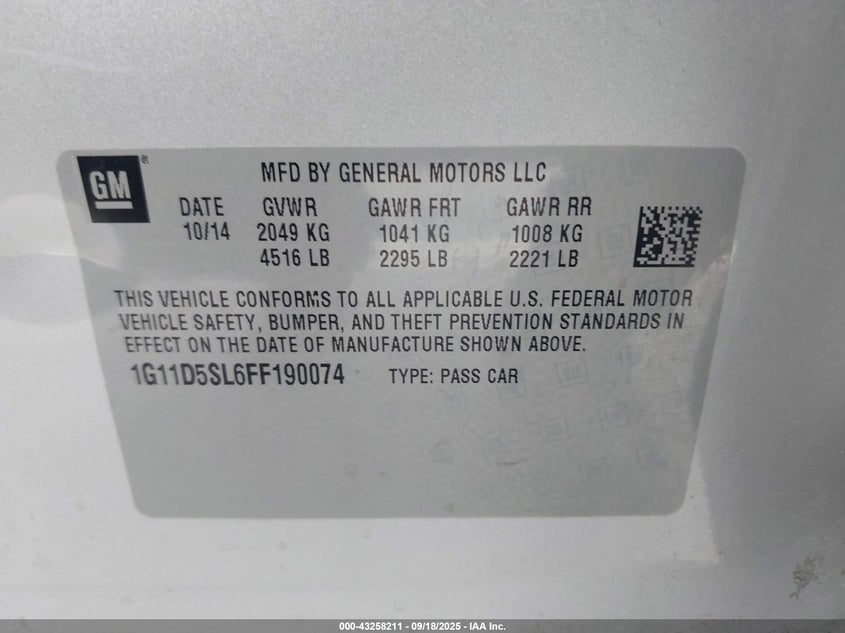 GM
MFD BY GENERAL MOTORS LLC
DATE GVWR GAWR FRT GAWR RR
10/14 2049 KG 1041 KG 1008 KG
4516 LB 2295 LB 2221 LB
THIS VEHICLE CONFORMS TO ALL APPLICABLE U.S. FEDERAL MOTOR
VEHICLE SAFETY, BUMPER, AND THEFT PREVENTION STANDARDS IN
EFFECT ON THE DATE OF MANUFACTURE SHOWN ABOVE.
1G11D5SL6FF190074 TYPE: PASS CAR
000-43258211 - 09/18/2025 - IAA Inc.